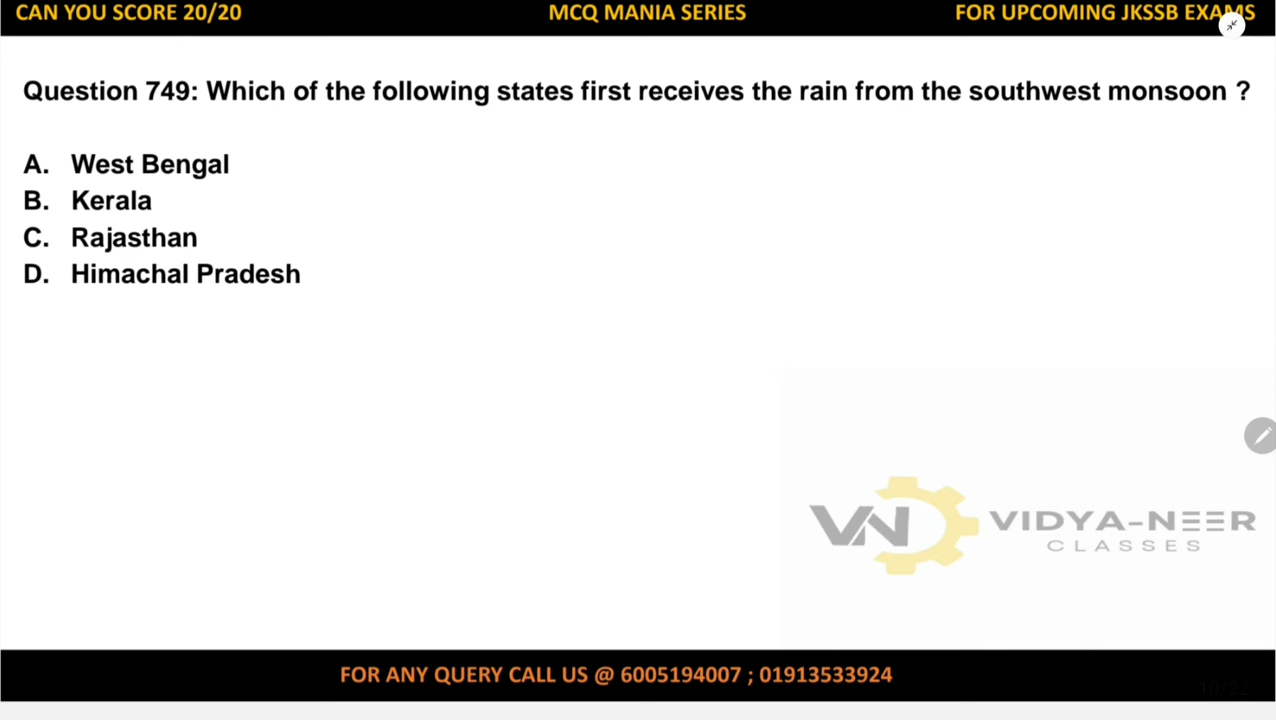 CAN YOU SCORE 20/20 MCQ MANIA SERIES FOR UPCOMING JKSSB EXAMS
Question 749: Which of the following states first receives the rain from the southwest monsoon ?
A. West Bengal
B. Kerala
C. Rajasthan
D. Himachal Pradesh
VN VIDYA-NEER
CLASSES
FOR ANY QUERY CALL US @ 6005194007 ; 01913533924